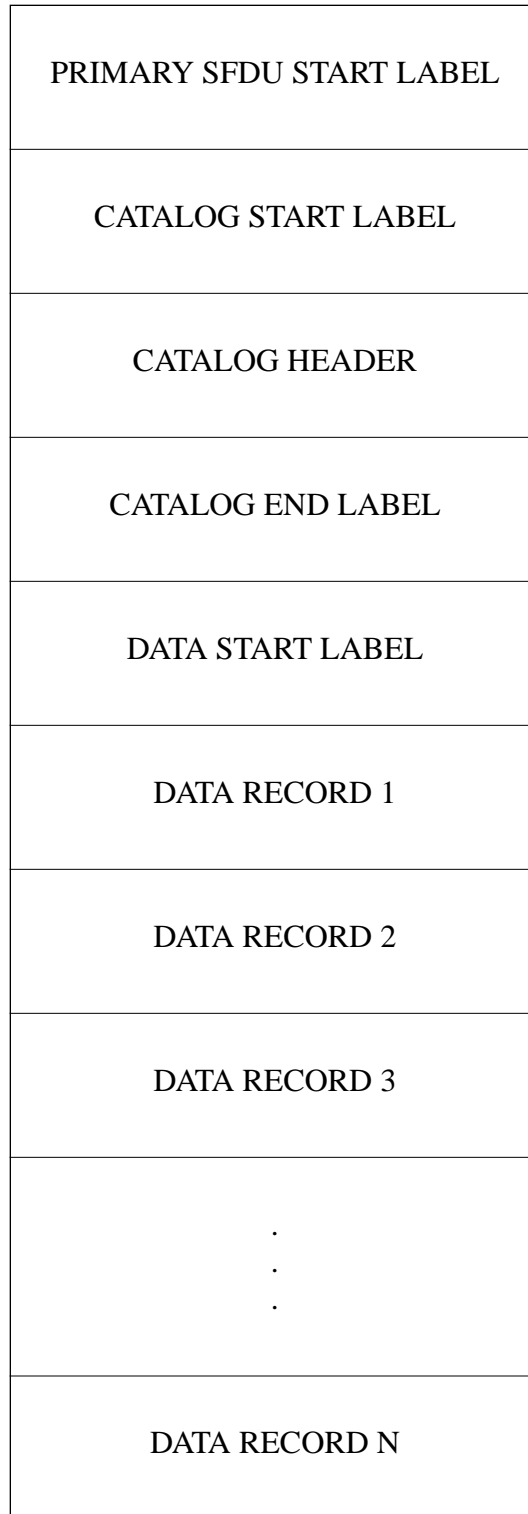 PRIMARY SFDU START LABEL
CATALOG START LABEL
CATALOG HEADER
CATALOG END LABEL
DATA START LABEL
DATA RECORD 1
DATA RECORD 2
DATA RECORD 3
.
.
.
DATA RECORD N